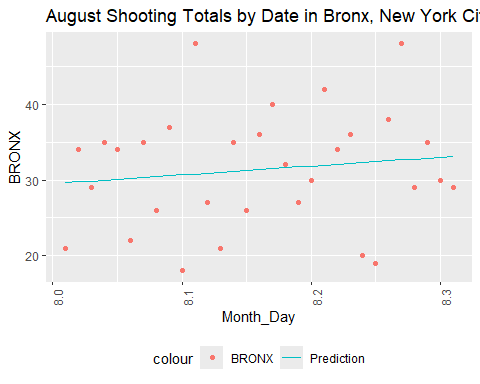 August Shooting Totals by Date in Bronx, New York Cit
BRONX
40
30
20
8.0
8.1
8.2
8.3
Month_Day
colour BRONX Prediction